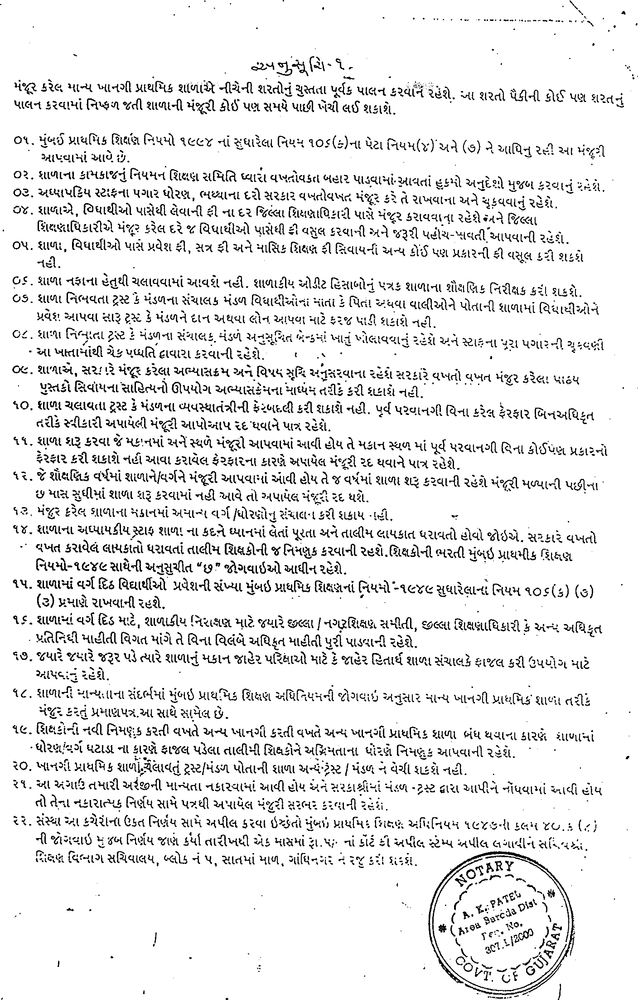 અનુસૂચિ-૧.
મંજૂર કરેલ માન્ય ખાનગી પ્રાથમિક શાળાએ નીચેની શરતોનું ચુસ્તતા પૂર્વક પાલન કરવાનું રહેશે. આ શરતો પૈકીની કોઈ પણ શરતનું
પાલન કરવામાં નિષ્ફળ જતી શાળાની મંજૂરી કોઈ પણ સમયે પાછી ખેચી લઈ શકાશે.
૦૧. મુંબઈ પ્રાથમિક શિક્ષણ નિયમો ૧૯૯૪ નાં સુધારેલા નિયમ ૧૦૬(ક)ના પેટા નિયમ(૪) અને (૭) ને આધિનુ રહી આ મંજૂરી
આપવામાં આવે છે.
૦૨. શાળાના કામકાજનું નિયમન શિક્ષણ સમિતિ ધ્વારા વખતોવકત બહાર પાડવામાં આવતાં હુકમો અનુદેશો મુજબ કરવાનું રહેશે.
૦૩. અધ્યાપકિય સ્ટાફના પગાર ધોરણ, ભથ્થાના દરો સરકાર વખતોવખત મંજૂર કરે તે રાખવાના અને ચૂકવવાનું રહેશે.
૦૪. શાળાએ, વિધાર્થીઓ પાસેથી લેવાની ફી ના દર જિલ્લા શિક્ષણાધિકારી પાસે મંજૂર કરાવવાના રહેશે અને જિલ્લા
શિક્ષણાધિકારીએ મંજૂર કરેલ દરે જ વિધાર્થીઓ પાસેથી ફી વસુલ કરવાની અને જરૂરી પહોંચ-પાવતી આપવાની રહેશે.
૦૫. શાળા, વિધાર્થીઓ પાસે પ્રવેશ ફી, સત્ર ફી અને માસિક શિક્ષણ ફી સિવાયની અન્ય કોઈ પણ પ્રકારની ફી વસૂલ કરી શકશે
નહી.
૦૬. શાળા નફાના હેતુથી ચલાવવામાં આવશે નહી. શાળાકીય ઓડીટ હિસાબોનું પત્રક શાળાના શૌક્ષણિક નિરીક્ષક કરી શકશે.
૦૭. શાળા નિભવતા ટ્રસ્ટ કે મંડળના સંચાલક મંડળ વિધાથીઓના માતા કે પિતા અથવા વાલીઓને પોતાની શાળામાં વિધાથીઓને
પ્રવેશ આપવા સારૂ ટ્રસ્ટ કે મંડળને દાન અથવા લોન આપવા માટે ફરજ પાડી શકાશે નહી.
૦૮. શાળા નિભાતા ટ્રસ્ટ કે મંડળના સંચાલક મંડળે અનુસૂચિત બેન્કમાં ખાતું ખોલાવવાનું રહેશે અને સ્ટાફના પૂરા પગારની ચૂકવણી
આ ખાતામાંથી ચેક પધ્ધતિ દ્વાવારા કરવાની રહેશે.
૦૯. શાળાએ, સરકારે મંજૂર કરેલા અભ્યાસક્રમ અને વિષય સૂચિ અનુસરવાના રહેશે સરકારે વખતો વખત મંજુર કરેલા પાઠય
પુસ્તકો સિવાયના સાહિત્યનો ઊપયોગ અભ્યાસક્રમના માધ્યમ તરીકે કરી શકાશે નહી.
૧૦. શાળા ચલાવતા ટ્રસ્ટ કે મંડળના વ્યવસ્થાતંત્રીની ફેરબદલી કરી શકાશે નહી. પૂર્વ પરવાનગી વિના કરેલ ફેરફાર બિનઅધિકૃત
તરીકે સ્વીકારી અપાયેલી મંજૂરી આપોઆપ રદ થવાને પાત્ર રહેશે.
૧૧. શાળા શરૂ કરવા જે મકાનમાં અને સ્થળે મંજૂરી આપવામાં આવી હોય તે મકાન સ્થળ માં પૂર્વ પરવાનગી વિના કોઈપણ પ્રકારનો
ફેરફાર કરી શકાશે નહી આવા કરાવેલ ફેરફારના કારણે અપાયેલ મંજૂરી રદ થવાને પાત્ર રહેશે.
૧૨. જે શૌક્ષણિક વર્ષમાં શાળાને/વર્ગને મંજૂરી આપવામાં આવી હોય તે જ વર્ષમાં શાળા શરૂ કરવાની રહેશે મંજૂરી મળ્યાની પછીના
છ માસ સુધીમાં શાળા શરૂ કરવામાં નહી આવે તો અપાયેલ મંજૂરી રદ થશે.
૧૩. મંજુર કરેલ શાળાના મકાનમાં અમાન્ય વર્ગ /ધોરણોનુ સંચાલન કરી શકાય નહી.
૧૪. શાળાના અધ્યાયકીય સ્ટાફ શાળા ના કદને ધ્યાનમાં લેતાં પૂરતા અને તાલીમ લાયકાત ધરાવતો હોવો જોઇએ. સરકારે વખતો
વખત કરાવેલ લાયકાતો ધરાવતાં તાલીમ શિક્ષકોની જ નિમણુક કરવાની રહશે.શિક્ષકોની ભરતી મુંબઇ પ્રાથમીક શિક્ષણ
નિયમો-૧૯૪૯ સાથેની અનુસુચીત “છ” જોગવાઇઓ આધીન રહેશે.
૧૫. શાળામાં વર્ગ દિઠ વિદ્યાર્થીઓ પ્રવેશની સંખ્યા મુંબઇ પ્રાથમિક શિક્ષણનાં નિયમો -૧૯૪૯ સુધારેલાનાં નિયમ ૧૦૬(ક) (૭)
(૩) પ્રમાણે રાખવાની રહશે.
૧૬. શાળામાં વર્ગ દિઠ માટે, શાળાકીય નિરાક્ષણ માટે જયારે જીલ્લા / નગરશિક્ષણ સમીતી, જીલ્લા શિક્ષણાધિકારી કે અન્ય અધિકૃત
પ્રતિનિઘી માહીતી વિગત માંગે તે વિના વિલંબે અધિકૃત માહીતી પુરી પાડવાની રહેશે.
૧૭. જયારે જયારે જરૂર પડે ત્યારે શાળાનું મકાન જાહેર પરિક્ષાઓ માટે કે જાહેર હિતાર્થ શાળા સંચાલકે ફાજલ કરી ઉપયોગ માટે
આપવાનું રહેશે.
૧૮. શાળાની માન્યતાના સંદર્ભમાં મુંબઇ પ્રાથમિક શિક્ષણ અધિનિયમની જોગવાઇ અનુસાર માન્ય ખાનગી પ્રાથમિક શાળા તરીકે
મંજુર કરતું પ્રમાણપત્ર આ સાથે સામેલ છે.
૧૯. શિક્ષકોની નવી નિમણુક કરતી વખતે અન્ય ખાનગી કરતી વખતે અન્ય ખાનગી પ્રાથમિક શાળા બંધ થવાના કારણે શાળામાં
ધોરણ/વર્ગ ઘટાડા ના કારણે ફાજલ પડેલા તાલીમી શિક્ષકોને અગ્રિમતાના ધોરણે નિમણુક આપવાની રહેશે.
૨૦. ખાનગી પ્રાથમિક શાળા ચલાવતું ટ્રસ્ટ/મંડળ પોતાની શાળા અન્ય ટ્રસ્ટ / મંડળ ને વેચી શકશે નહી.
૨૧. આ અગાઉ તમારી અરજીની માન્યતા નકારવામાં આવી હોય અને સરકાશ્રીમાં મંડળ -ટ્રસ્ટ દ્વારા આપીને નોંધવામાં આવી હોય
તો તેના નકારાત્મક નિર્ણય સામે પત્રથી અપાયેલ મંજુરી સરભર કરવાની રહેશે.
૨૨. સંસ્થા આ કચેરીના ઉકત નિર્ણય સામે અપીલ કરવા ઇચ્છતો મુંબઇ પ્રાથમિક શિક્ષણ અધિનિયમ ૧૯૪૭ની કલમ ૪૦.ક (૮)
ની જોગવાઇ મુજબ નિર્ણય જાણ કર્યા તારીખથી એક માસમાં રૂા. નાં કોર્ટ ફી અપીલ સ્ટેમ્પ અપીલ લગાવીને સચિવશ્રી.
શિક્ષણ વિભાગ સચિવાલય, બ્લોક નં ૫, સાતમાં માળ, ગાંધિનગર ને રજુ કરી શકશે.
NOTARY
A. K. PATEL
Area Baroda Dist
Reg. No.
307.1/2000
GOVT. OF GUJARAT